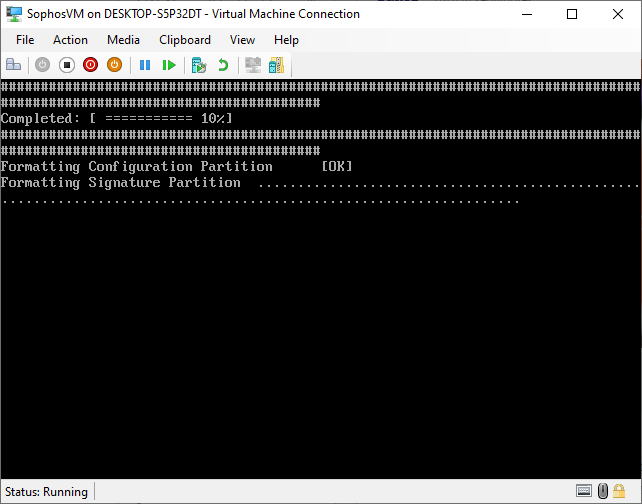 SophosVM on DESKTOP-S5P32DT - Virtual Machine Connection
File Action Media Clipboard View Help
################################################################################
########################################
Completed: [ =========== 10%]
################################################################################
########################################
Formatting Configuration Partition      [OK]
Formatting Signature Partition  ................................................
.................................................................
Status: Running